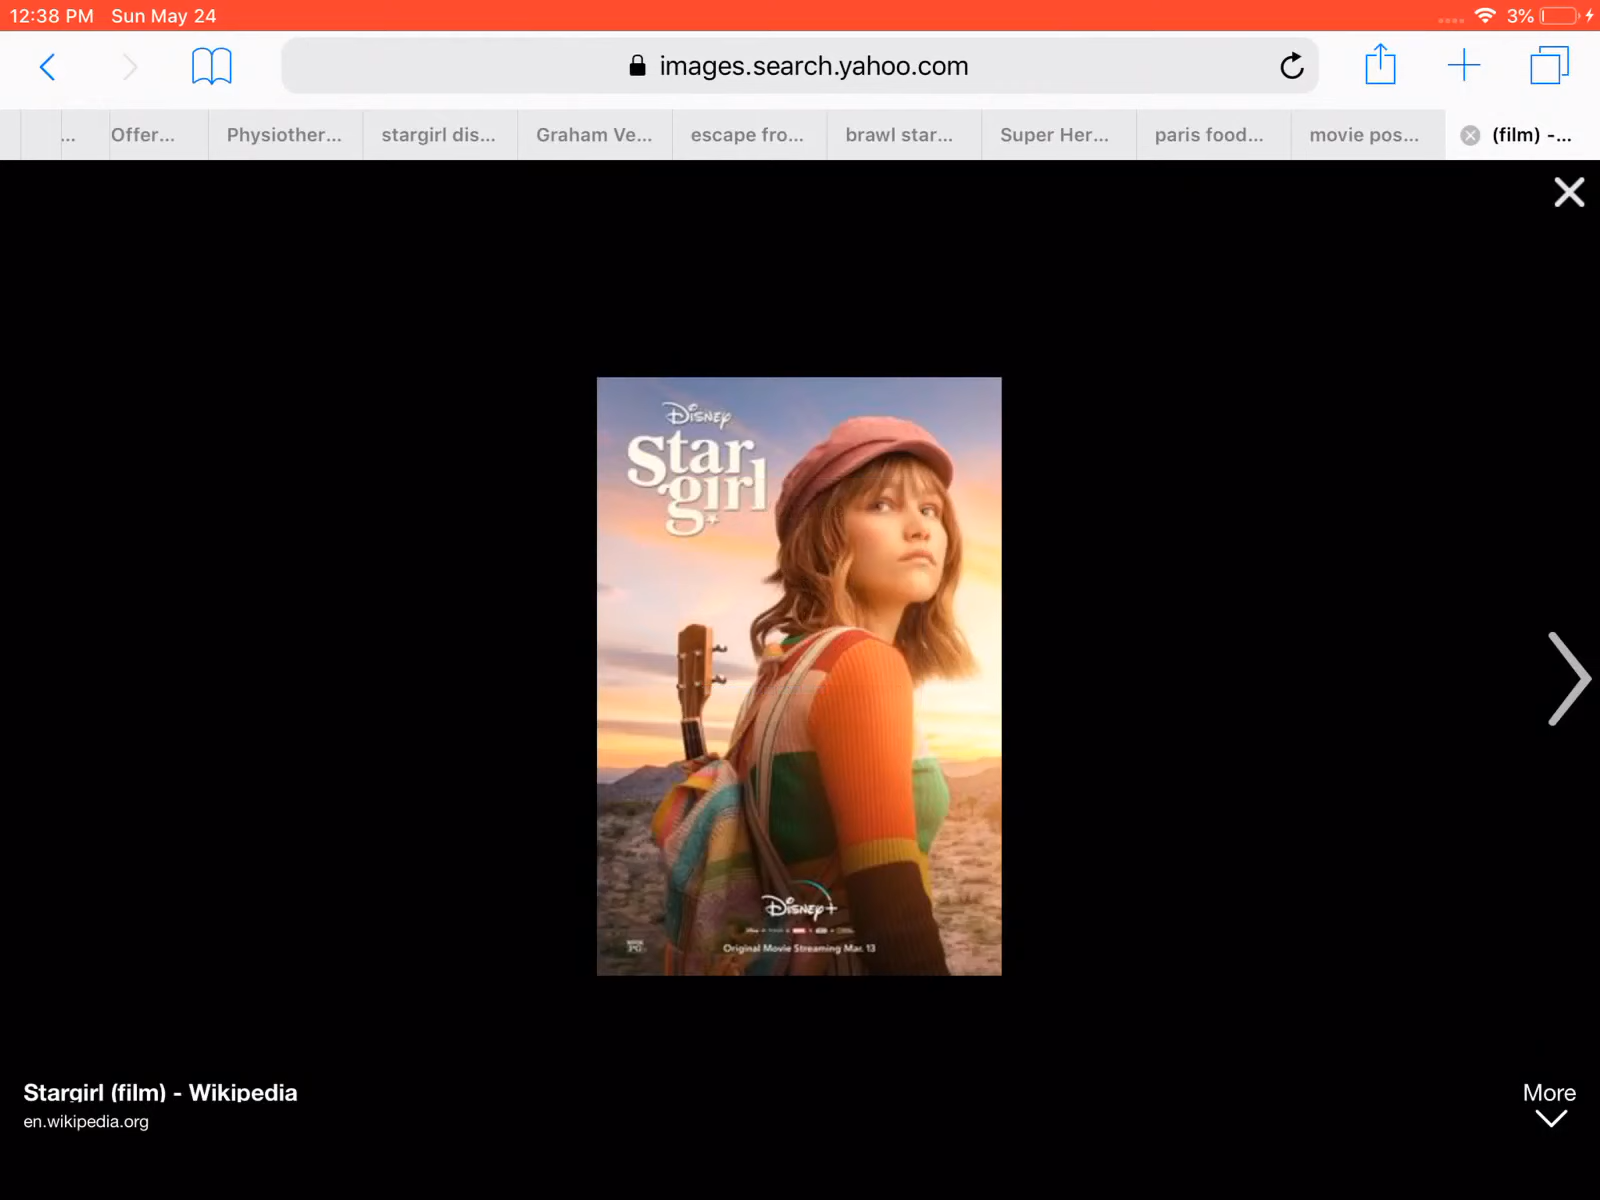 12:38 PM Sun May 24
3%
images.search.yahoo.com
... Offer... Physiother... stargirl dis... Graham Ve... escape fro... brawl star... Super Her... paris food... movie pos... (film) -...
Disney
Star
girl
Disney+
PG
Original Movie Streaming Mar. 13
Stargirl (film) - Wikipedia
en.wikipedia.org
More